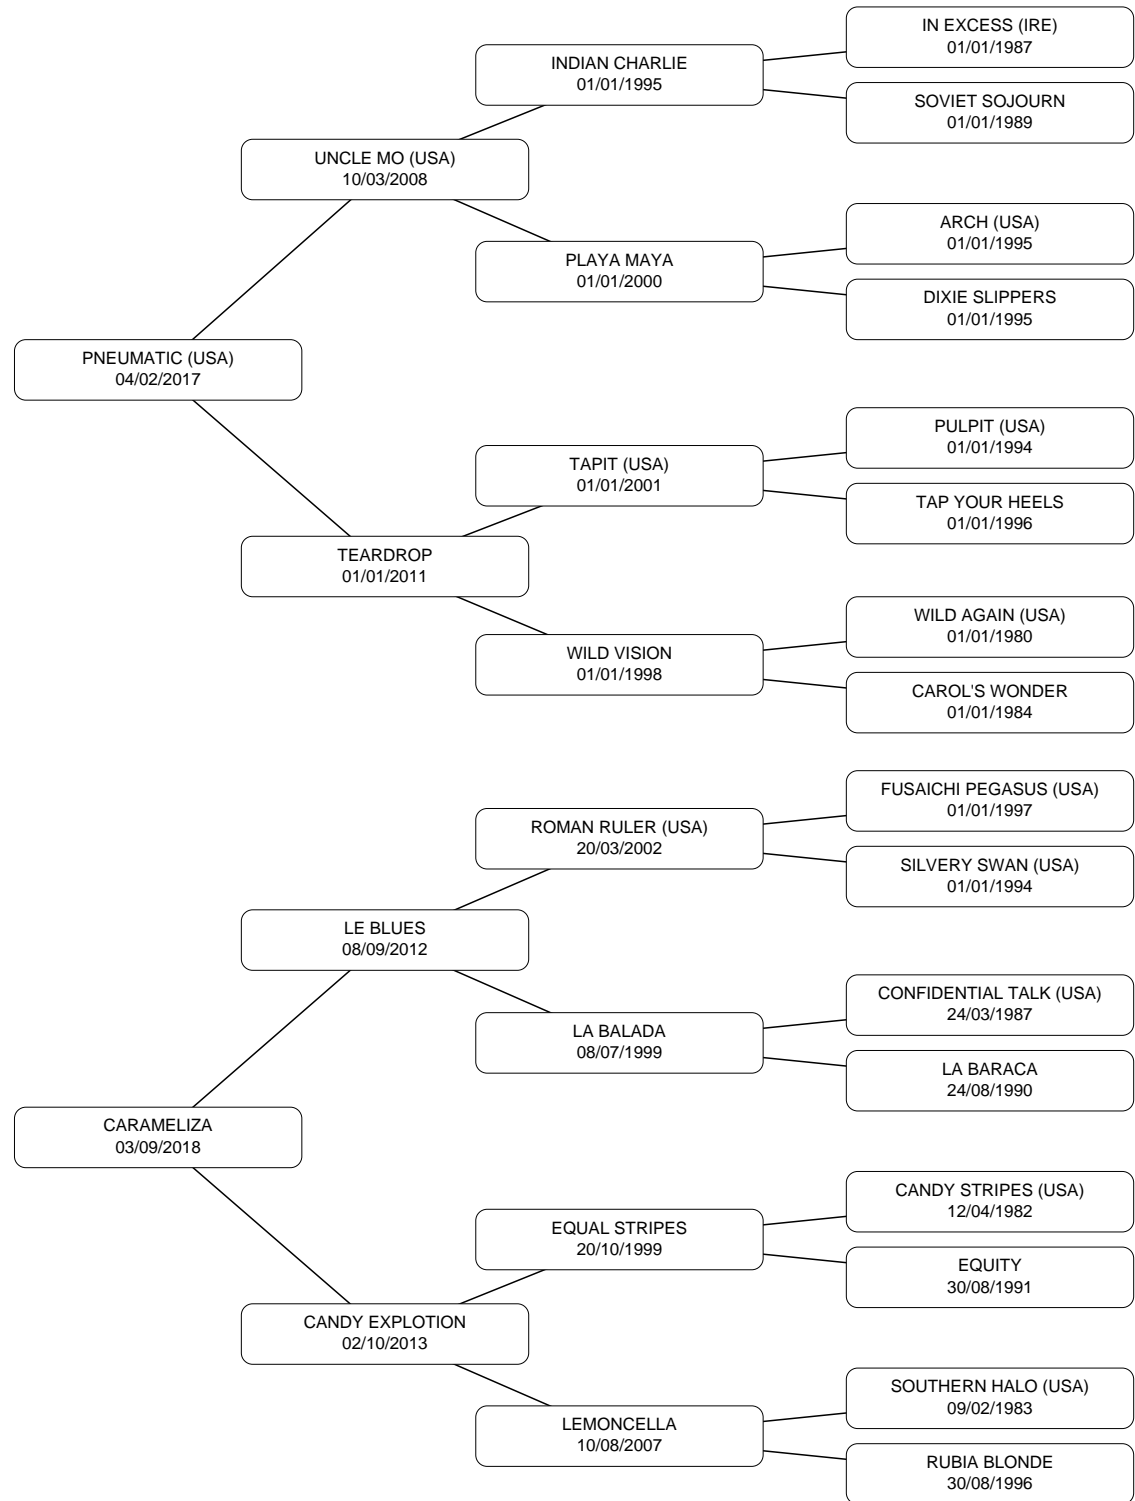 IN EXCESS (IRE)
01/01/1987
INDIAN CHARLIE
01/01/1995
SOVIET SOJOURN
01/01/1989
UNCLE MO (USA)
10/03/2008
ARCH (USA)
01/01/1995
PLAYA MAYA
01/01/2000
DIXIE SLIPPERS
01/01/1995
PNEUMATIC (USA)
04/02/2017
PULPIT (USA)
01/01/1994
TAPIT (USA)
01/01/2001
TAP YOUR HEELS
01/01/1996
TEARDROP
01/01/2011
WILD AGAIN (USA)
01/01/1980
WILD VISION
01/01/1998
CAROL'S WONDER
01/01/1984
FUSAICHI PEGASUS (USA)
01/01/1997
ROMAN RULER (USA)
20/03/2002
SILVERY SWAN (USA)
01/01/1994
LE BLUES
08/09/2012
CONFIDENTIAL TALK (USA)
24/03/1987
LA BALADA
08/07/1999
LA BARACA
24/08/1990
CARAMELIZA
03/09/2018
CANDY STRIPES (USA)
12/04/1982
EQUAL STRIPES
20/10/1999
EQUITY
30/08/1991
CANDY EXPLOTION
02/10/2013
SOUTHERN HALO (USA)
09/02/1983
LEMONCELLA
10/08/2007
RUBIA BLONDE
30/08/1996